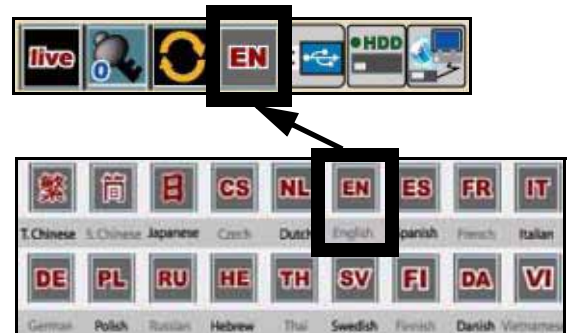 live 0 EN HDD
繁 简 日 CS NL EN ES FR IT
T.Chinese S.Chinese Japanese Czech Dutch English Spanish French Italian
DE PL RU HE TH SV FI DA VI
German Polish Russian Hebrew Thai Swedish Finnish Danish Vietnamese